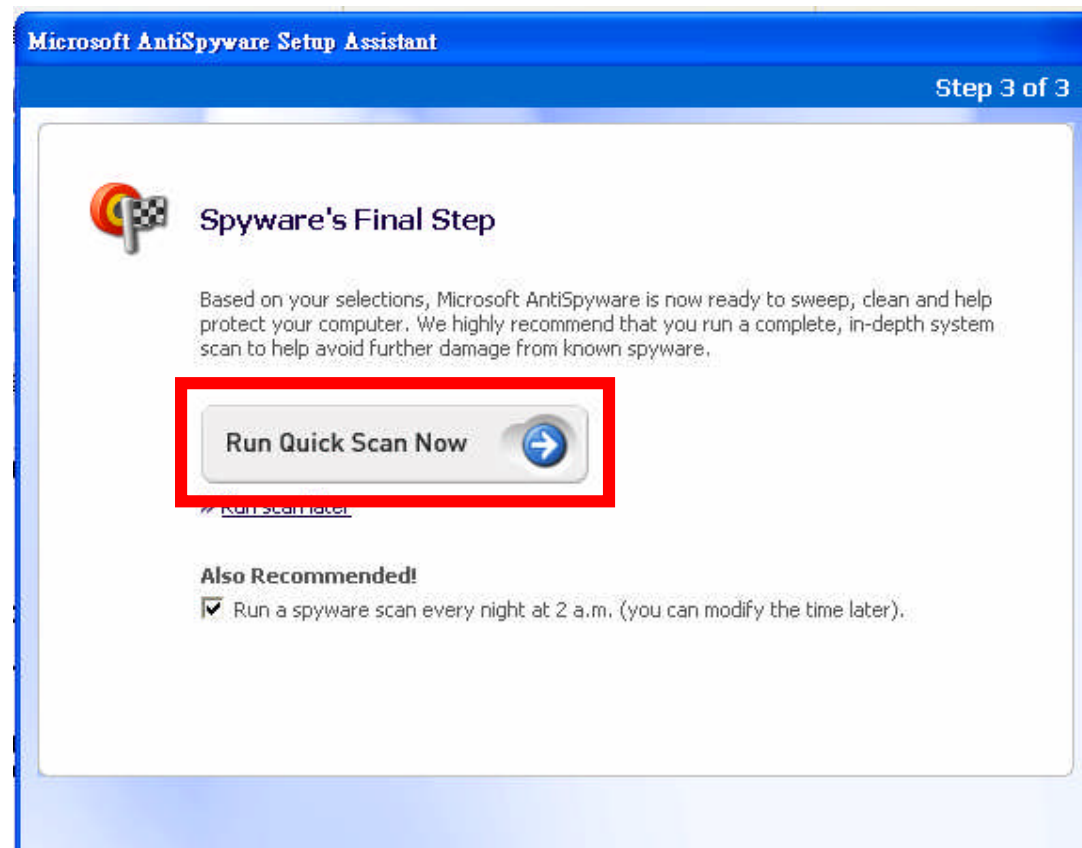 Microsoft AntiSpyware Setup Assistant
Step 3 of 3
Spyware's Final Step
Based on your selections, Microsoft AntiSpyware is now ready to sweep, clean and help
protect your computer. We highly recommend that you run a complete, in-depth system
scan to help avoid further damage from known spyware.
Run Quick Scan Now
» Run scan later
Also Recommended!
Run a spyware scan every night at 2 a.m. (you can modify the time later).